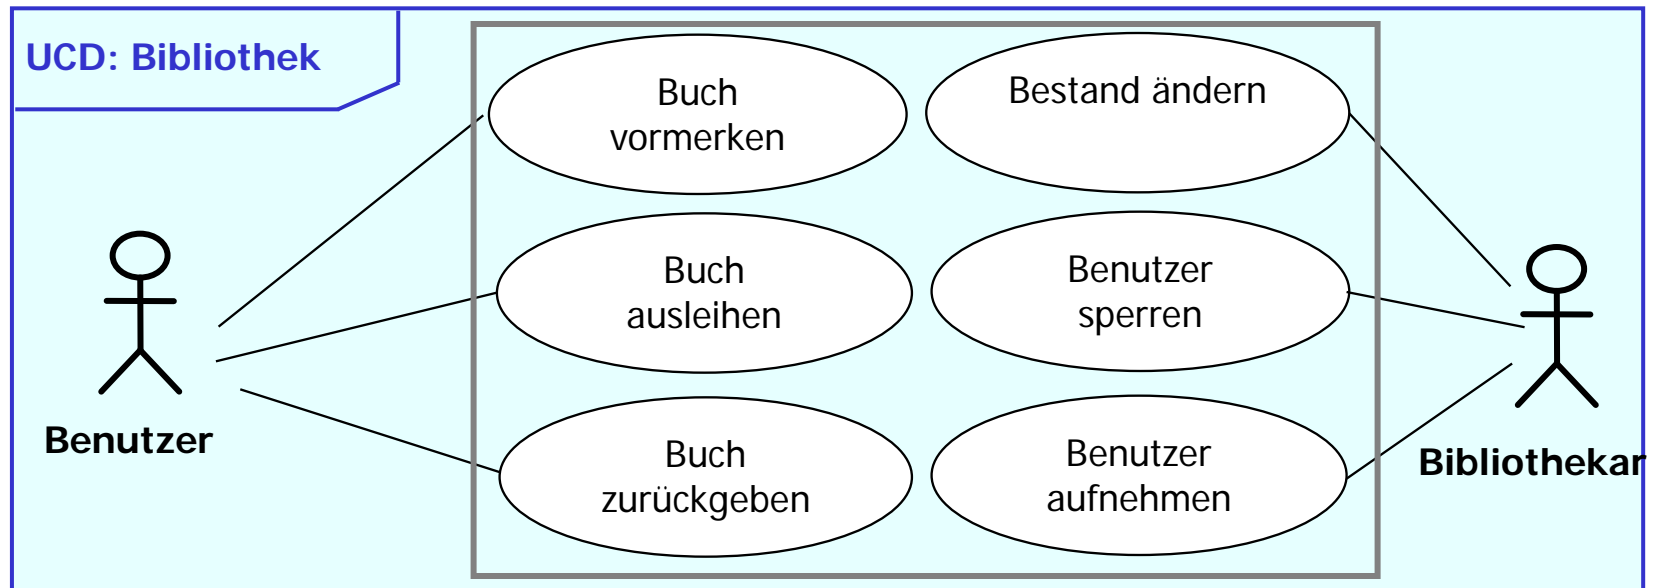 UCD: Bibliothek
Buch
vormerken
Bestand ändern
Buch
ausleihen
Benutzer
sperren
Benutzer
Bibliothekar
Buch
zurückgeben
Benutzer
aufnehmen